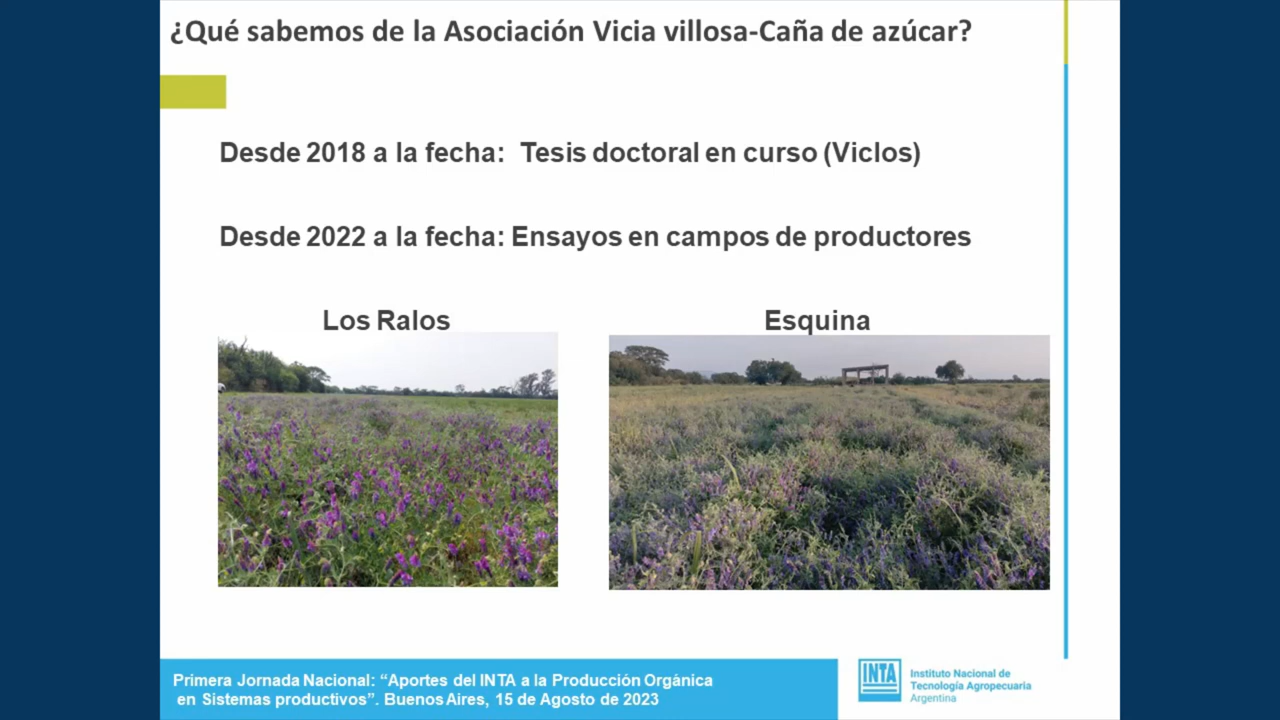 ¿Qué sabemos de la Asociación Vicia villosa-Caña de azúcar?
Desde 2018 a la fecha: Tesis doctoral en curso (Viclos)
Desde 2022 a la fecha: Ensayos en campos de productores
Los Ralos
Esquina
Primera Jornada Nacional: “Aportes del INTA a la Producción Orgánica
en Sistemas productivos”. Buenos Aires, 15 de Agosto de 2023
INTA
Instituto Nacional de
Tecnología Agropecuaria
Argentina